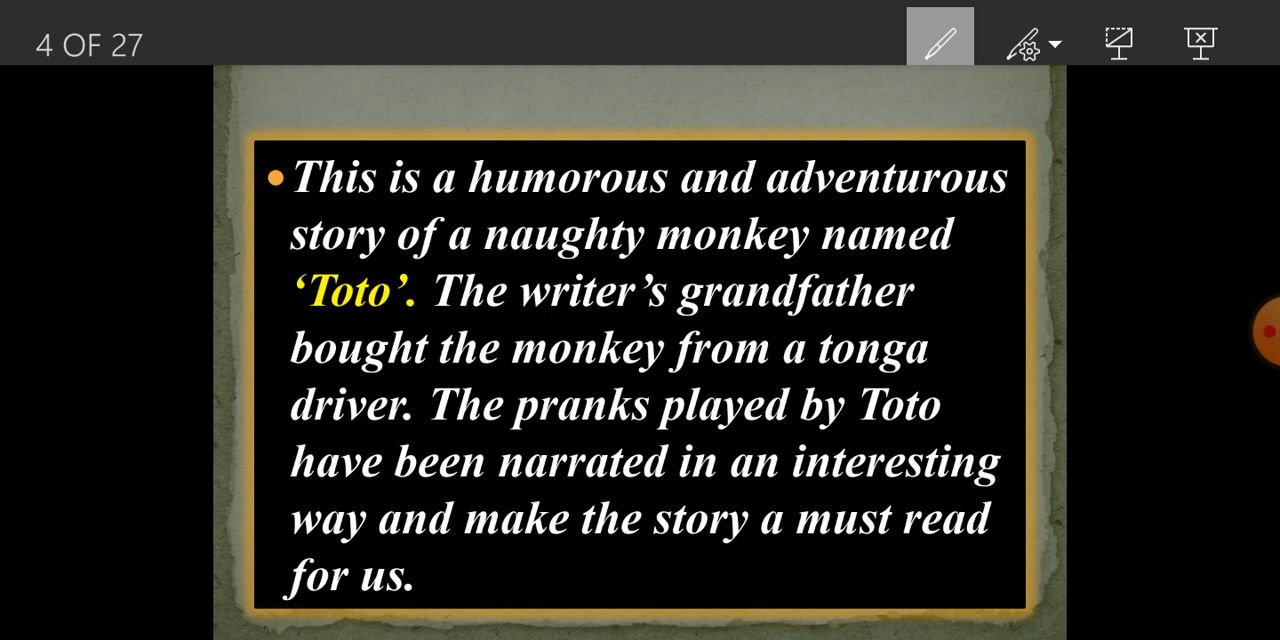 4 OF 27
• This is a humorous and adventurous
story of a naughty monkey named
‘Toto’. The writer’s grandfather
bought the monkey from a tonga
driver. The pranks played by Toto
have been narrated in an interesting
way and make the story a must read
for us.